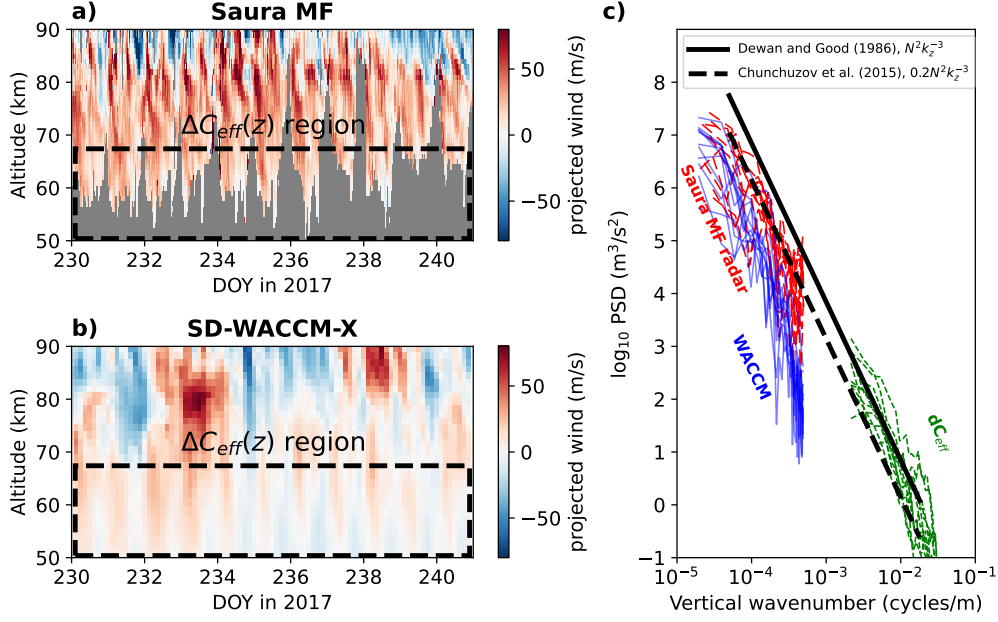 a)
Saura MF
90
80
70
60
50
Altitude (km)
ΔC_eff(z) region
230 232 234 236 238 240
DOY in 2017
50
0
−50
projected wind (m/s)
b)
SD-WACCM-X
90
80
70
60
50
Altitude (km)
ΔC_eff(z) region
230 232 234 236 238 240
DOY in 2017
50
0
−50
projected wind (m/s)
c)
Dewan and Good (1986), N²k_z⁻³
Chunchuzov et al. (2015), 0.2N²k_z⁻³
8
7
6
5
4
3
2
1
0
−1
log₁₀ PSD (m³/s²)
Saura MF radar
WACCM
dC_eff
10⁻⁵ 10⁻⁴ 10⁻³ 10⁻² 10⁻¹
Vertical wavenumber (cycles/m)